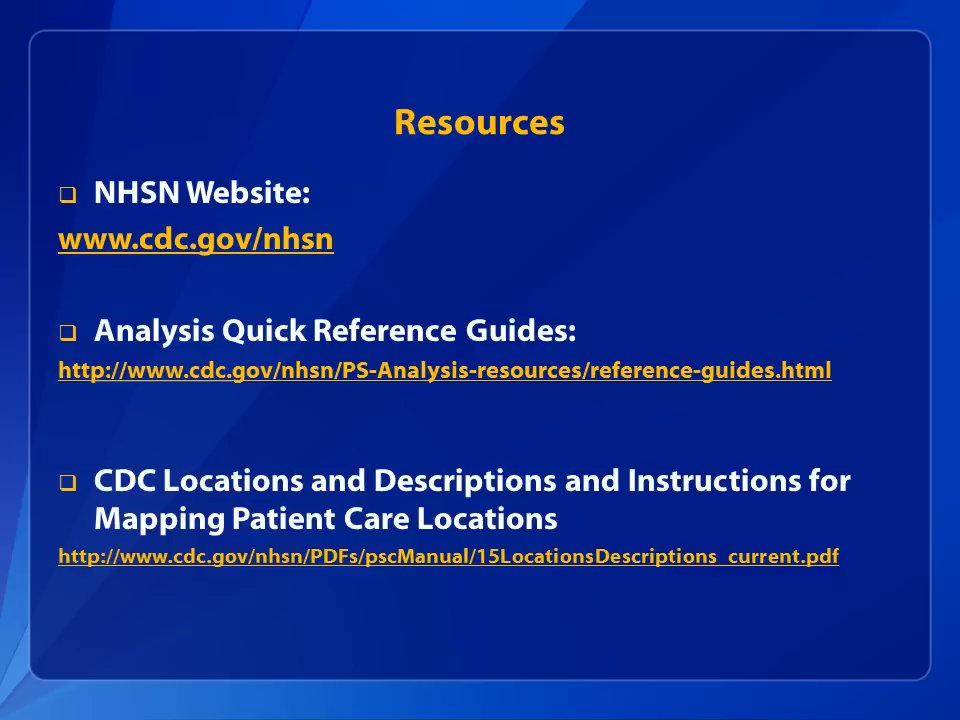 Resources
❑ NHSN Website:
www.cdc.gov/nhsn
❑ Analysis Quick Reference Guides:
http://www.cdc.gov/nhsn/PS-Analysis-resources/reference-guides.html
❑ CDC Locations and Descriptions and Instructions for
Mapping Patient Care Locations
http://www.cdc.gov/nhsn/PDFs/pscManual/15LocationsDescriptions_current.pdf